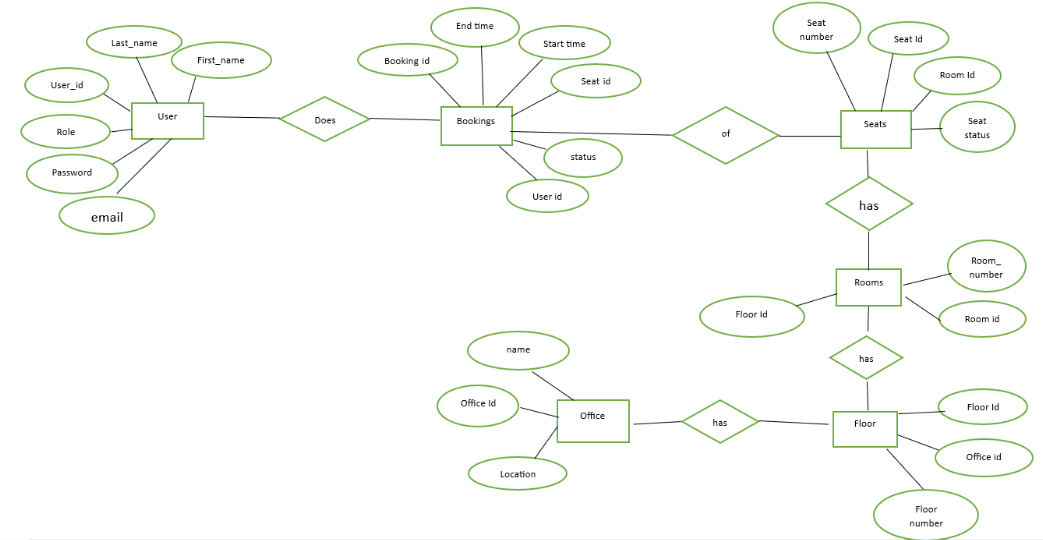 Last_name
First_name
User_id
Role
Password
email
User
Does
End time
Booking id
Start time
Seat id
Bookings
status
User id
of
Seat
number
Seat Id
Room Id
Seat
status
Seats
has
Rooms
Room_
number
Room id
Floor Id
has
Floor
Floor Id
Office id
Floor
number
has
Office
name
Office Id
Location